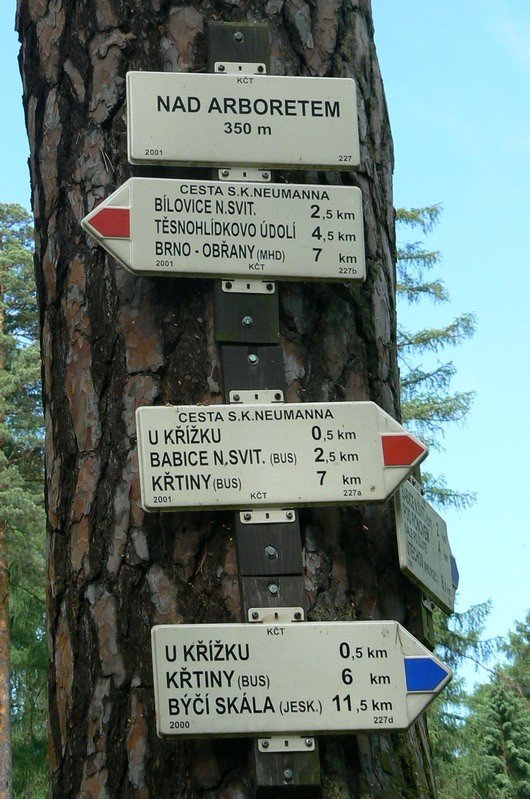 KČT
NAD ARBORETEM
350 m
2001 227
CESTA S.K.NEUMANNA
BÍLOVICE N.SVIT. 2,5 km
TĚSNOHLÍDKOVO ÚDOLÍ 4,5 km
BRNO - OBŘANY (MHD) 7 km
2001 KČT 227b
CESTA S.K.NEUMANNA
U KŘÍŽKU 0,5 km
BABICE N.SVIT. (BUS) 2,5 km
KŘTINY (BUS) 7 km
2001 KČT 227a
KČT
U KŘÍŽKU 0,5 km
KŘTINY (BUS) 6 km
BÝČÍ SKÁLA (JESK.) 11,5 km
2000 227d